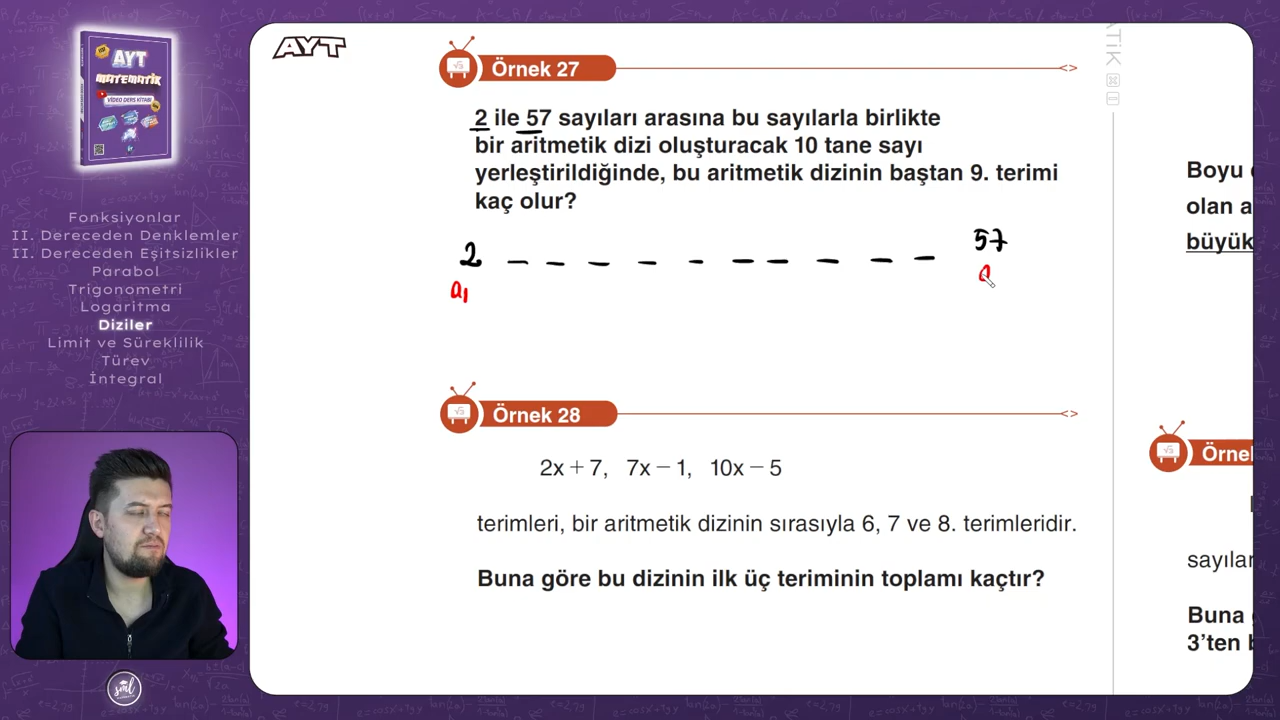 AYT
MATEMATİK
VİDEO DERS KİTABI
Fonksiyonlar
II. Dereceden Denklemler
II. Dereceden Eşitsizlikler
Parabol
Trigonometri
Logaritma
Diziler
Limit ve Süreklilik
Türev
İntegral
sml
AYT
Örnek 27
2 ile 57 sayıları arasına bu sayılarla birlikte
bir aritmetik dizi oluşturacak 10 tane sayı
yerleştirildiğinde, bu aritmetik dizinin baştan 9. terimi
kaç olur?
2 _ _ _ _ _ _ _ _ _ _ 57
a₁ a
Örnek 28
2x + 7, 7x − 1, 10x − 5
terimleri, bir aritmetik dizinin sırasıyla 6, 7 ve 8. terimleridir.
Buna göre bu dizinin ilk üç teriminin toplamı kaçtır?
TİK
Boyu
olan a
büyük
Örne
sayılar
Buna
3'ten b